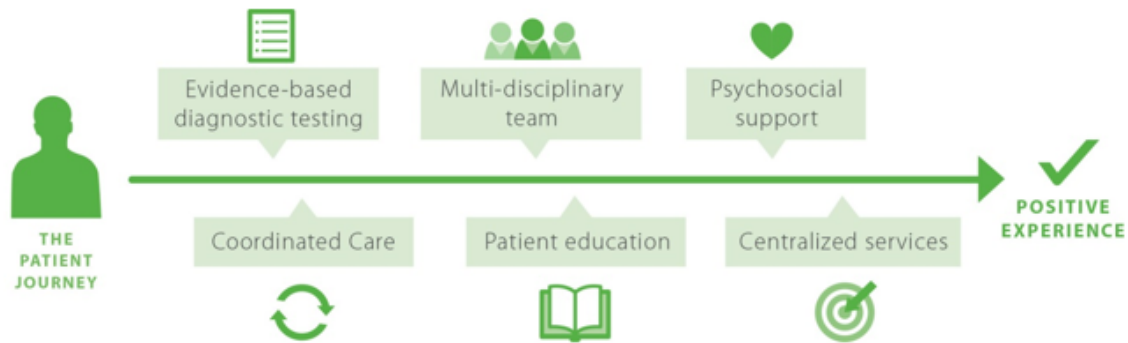 Evidence-based
diagnostic testing
Multi-disciplinary
team
Psychosocial
support
THE
PATIENT
JOURNEY
POSITIVE
EXPERIENCE
Coordinated Care
Patient education
Centralized services